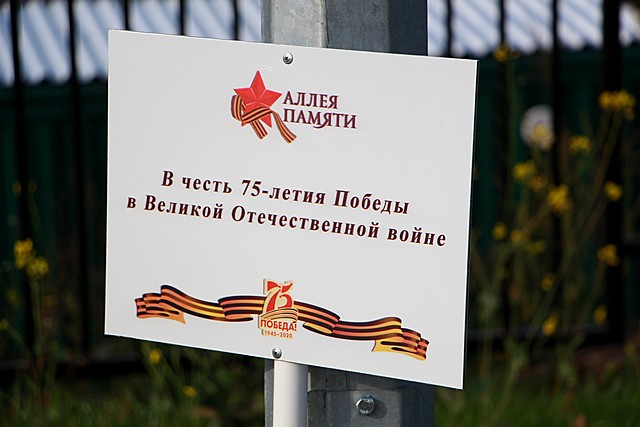 АЛЛЕЯ
ПАМЯТИ
В честь 75-летия Победы
в Великой Отечественной войне
75
ПОБЕДА!
1945-2020